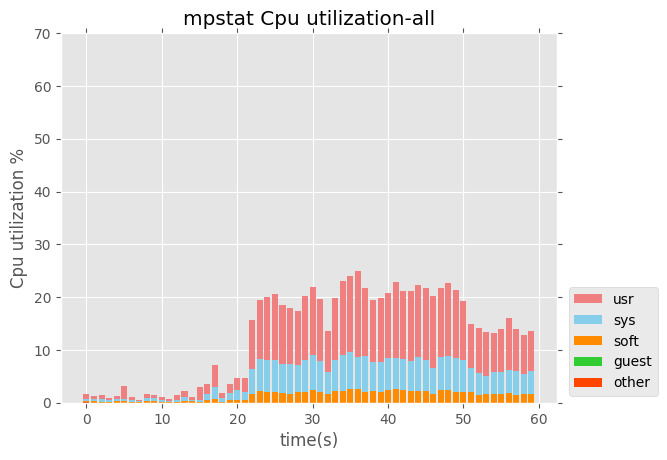 mpstat Cpu utilization-all
70
60
50
40
30
20
10
0
Cpu utilization %
0 10 20 30 40 50 60
time(s)
usr
sys
soft
guest
other